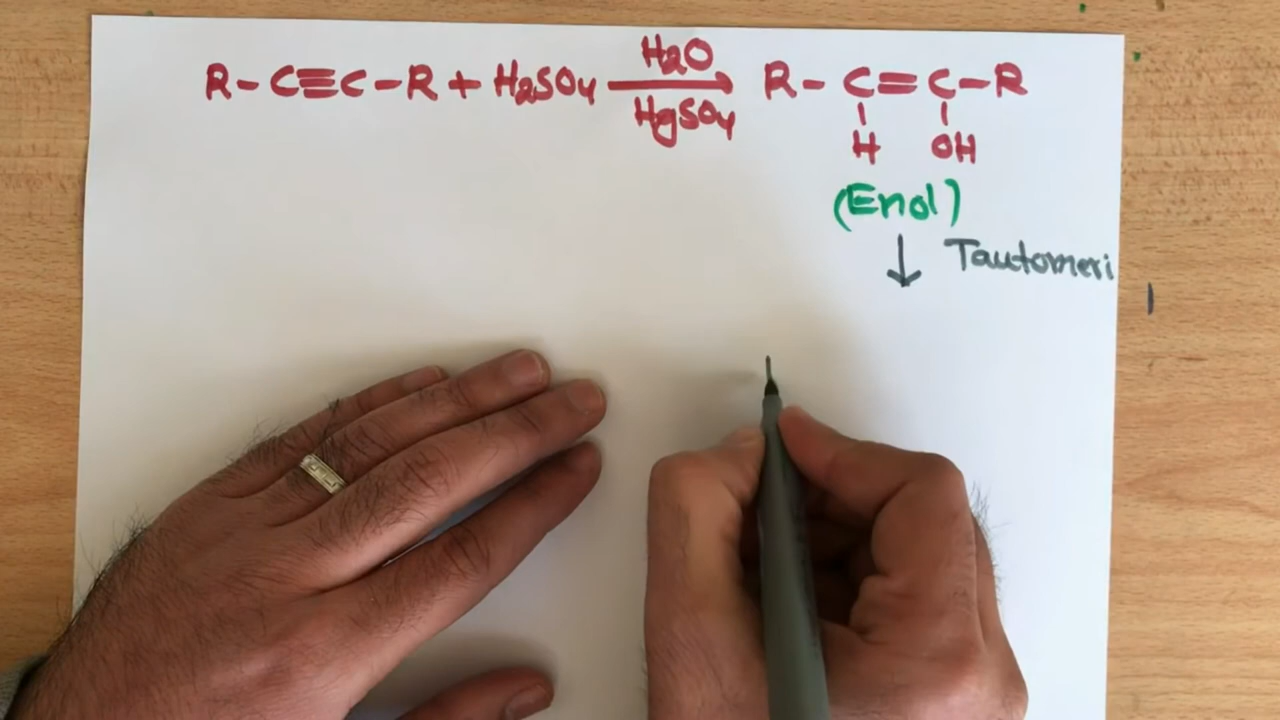 R-C≡C-R + H2SO4 H2O HgSO4 R-C=C-R
H OH
(Enol)
Tautomeri